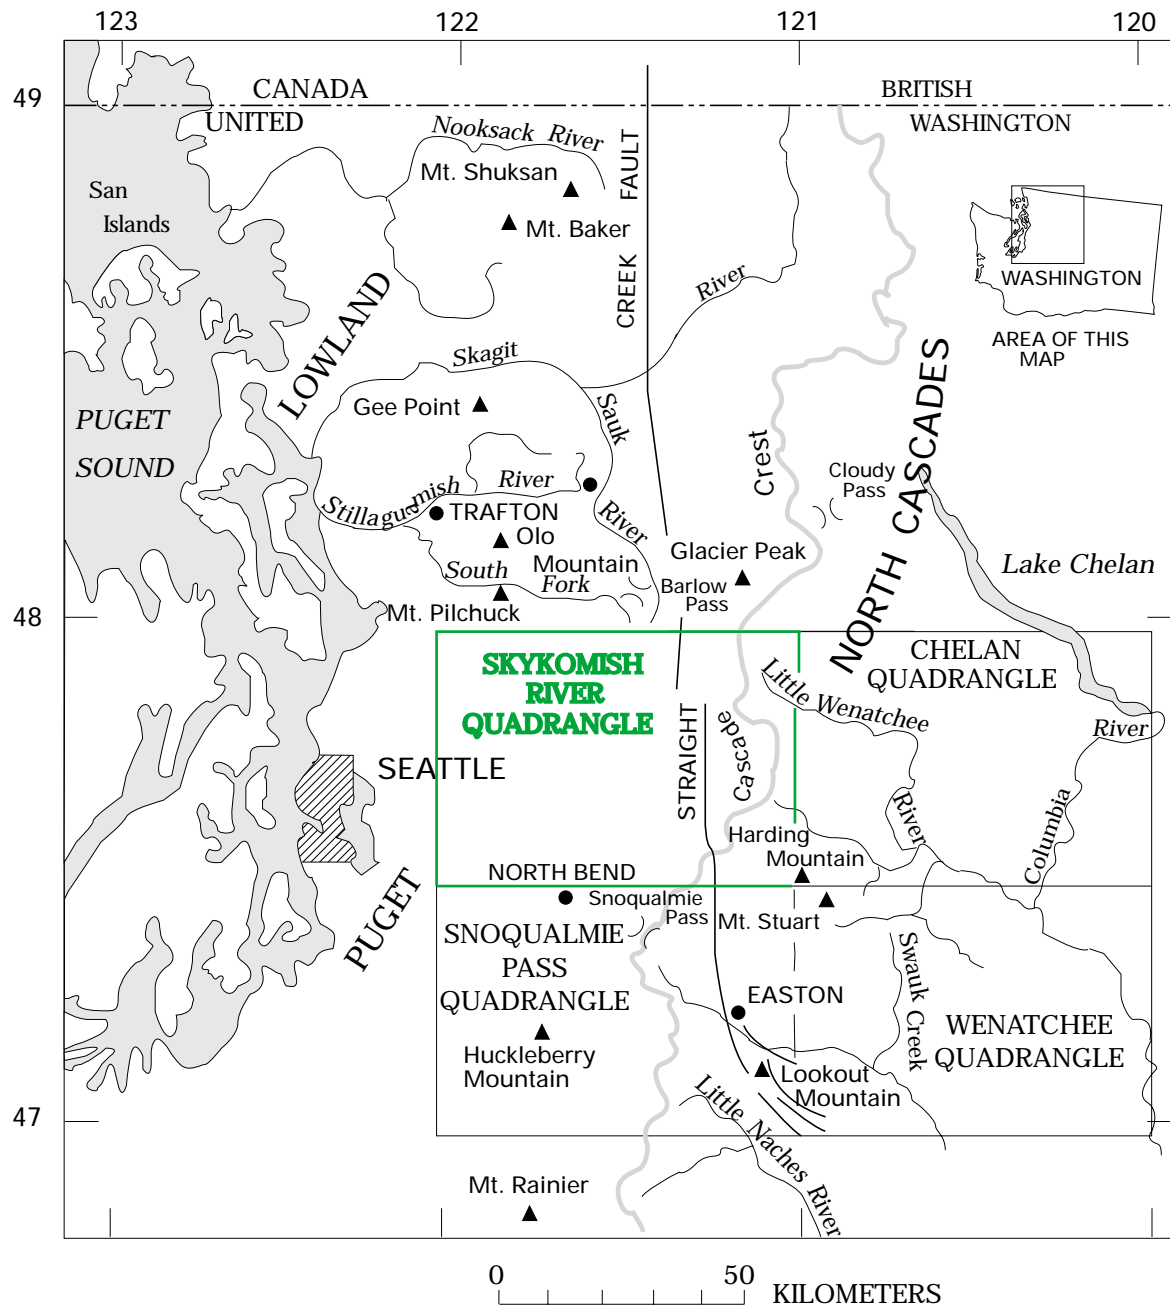 123
122
121
120
49
CANADA
BRITISH
UNITED
WASHINGTON
Nooksack River
Mt. Shuksan
Mt. Baker
San
Islands
FAULT
CREEK
River
WASHINGTON
AREA OF THIS
MAP
LOWLAND
Skagit
Gee Point
Sauk
River
PUGET
SOUND
Stillaguamish
River
TRAFTON
Olo
Mountain
South
Fork
Mt. Pilchuck
Crest
Cloudy
Pass
NORTH CASCADES
Glacier Peak
Barlow
Pass
Lake Chelan
48
SKYKOMISH
RIVER
QUADRANGLE
CHELAN
QUADRANGLE
Little Wenatchee
River
River
Columbia
STRAIGHT
Cascade
SEATTLE
Harding
Mountain
NORTH BEND
Snoqualmie
Pass
Mt. Stuart
PUGET
SNOQUALMIE
PASS
QUADRANGLE
Swauk Creek
EASTON
WENATCHEE
QUADRANGLE
Huckleberry
Mountain
Lookout
Mountain
47
Little Naches River
Mt. Rainier
0
50
KILOMETERS